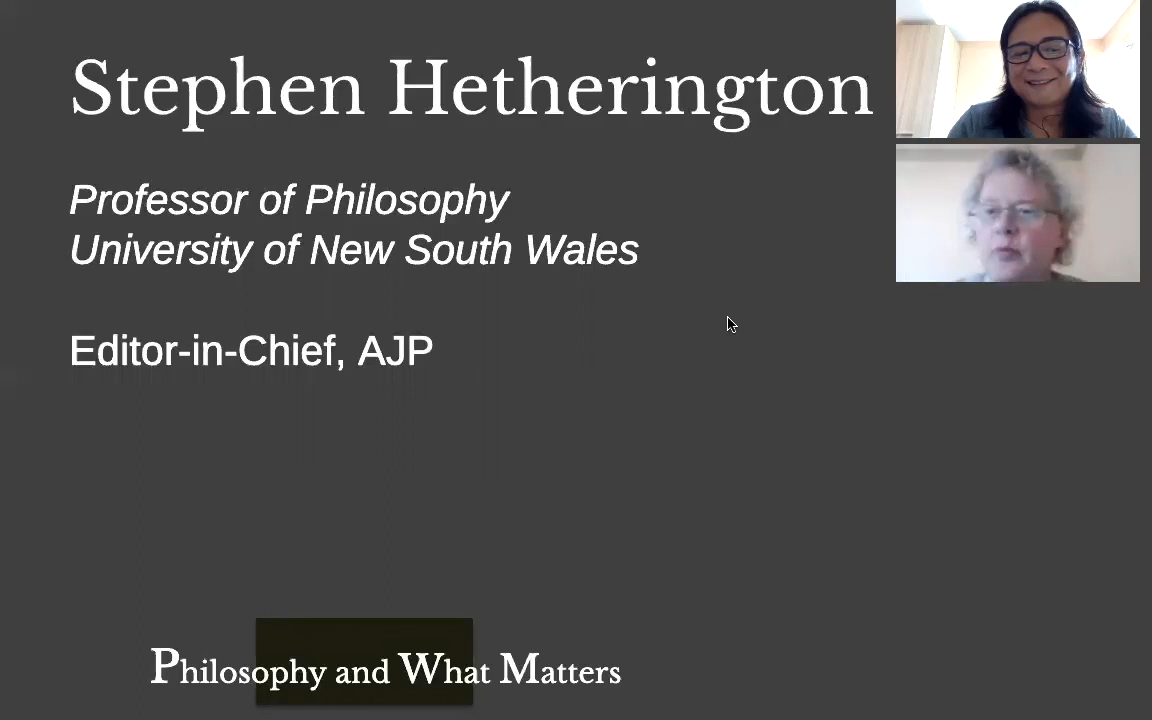 Stephen Hetherington
Professor of Philosophy
University of New South Wales
Editor-in-Chief, AJP
Philosophy and What Matters